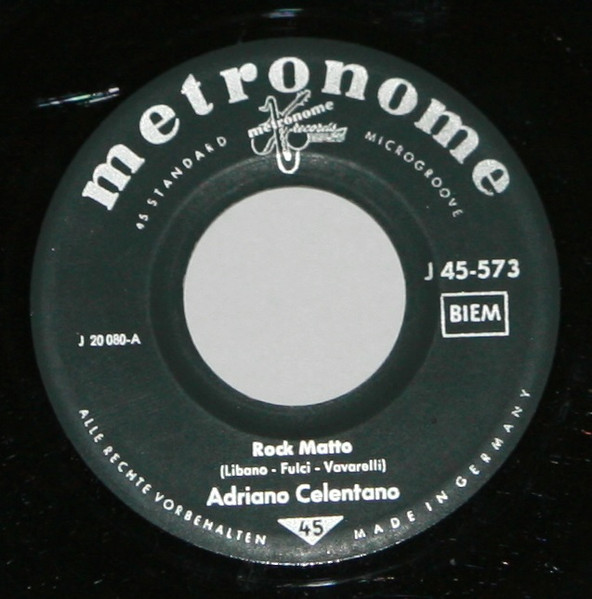 metronome
metronome
records
45 STANDARD
MICROGROOVE
J 45-573
BIEM
J 20 080-A
Rock Matto
(Libano - Fulci - Vavarelli)
Adriano Celentano
45
ALLE RECHTE VORBEHALTEN
MADE IN GERMANY